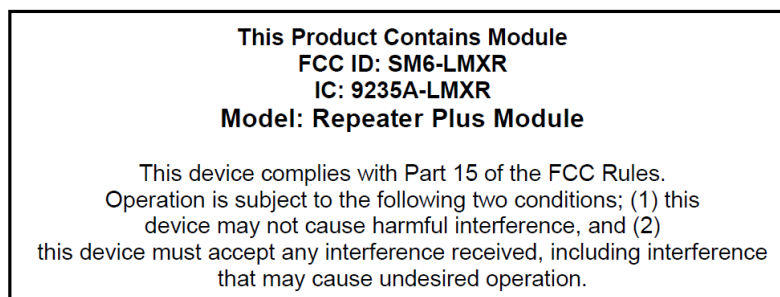 This Product Contains Module
FCC ID: SM6-LMXR
IC: 9235A-LMXR
Model: Repeater Plus Module
This device complies with Part 15 of the FCC Rules.
Operation is subject to the following two conditions; (1) this
device may not cause harmful interference, and (2)
this device must accept any interference received, including interference
that may cause undesired operation.